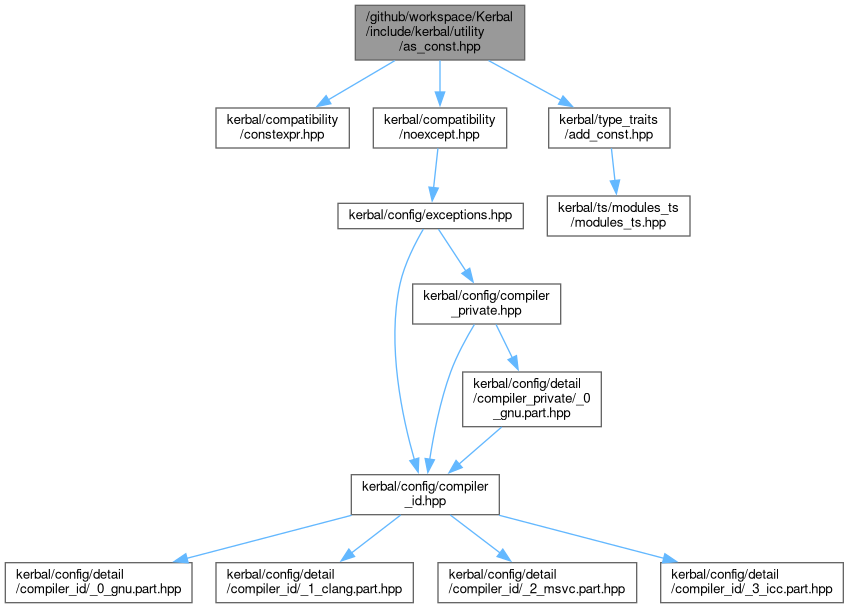 /github/workspace/Kerbal
/include/kerbal/utility
/as_const.hpp
kerbal/compatibility
/constexpr.hpp
kerbal/compatibility
/noexcept.hpp
kerbal/type_traits
/add_const.hpp
kerbal/config/exceptions.hpp
kerbal/ts/modules_ts
/modules_ts.hpp
kerbal/config/compiler
_private.hpp
kerbal/config/detail
/compiler_private/_0
_gnu.part.hpp
kerbal/config/compiler
_id.hpp
kerbal/config/detail
/compiler_id/_0_gnu.part.hpp
kerbal/config/detail
/compiler_id/_1_clang.part.hpp
kerbal/config/detail
/compiler_id/_2_msvc.part.hpp
kerbal/config/detail
/compiler_id/_3_icc.part.hpp